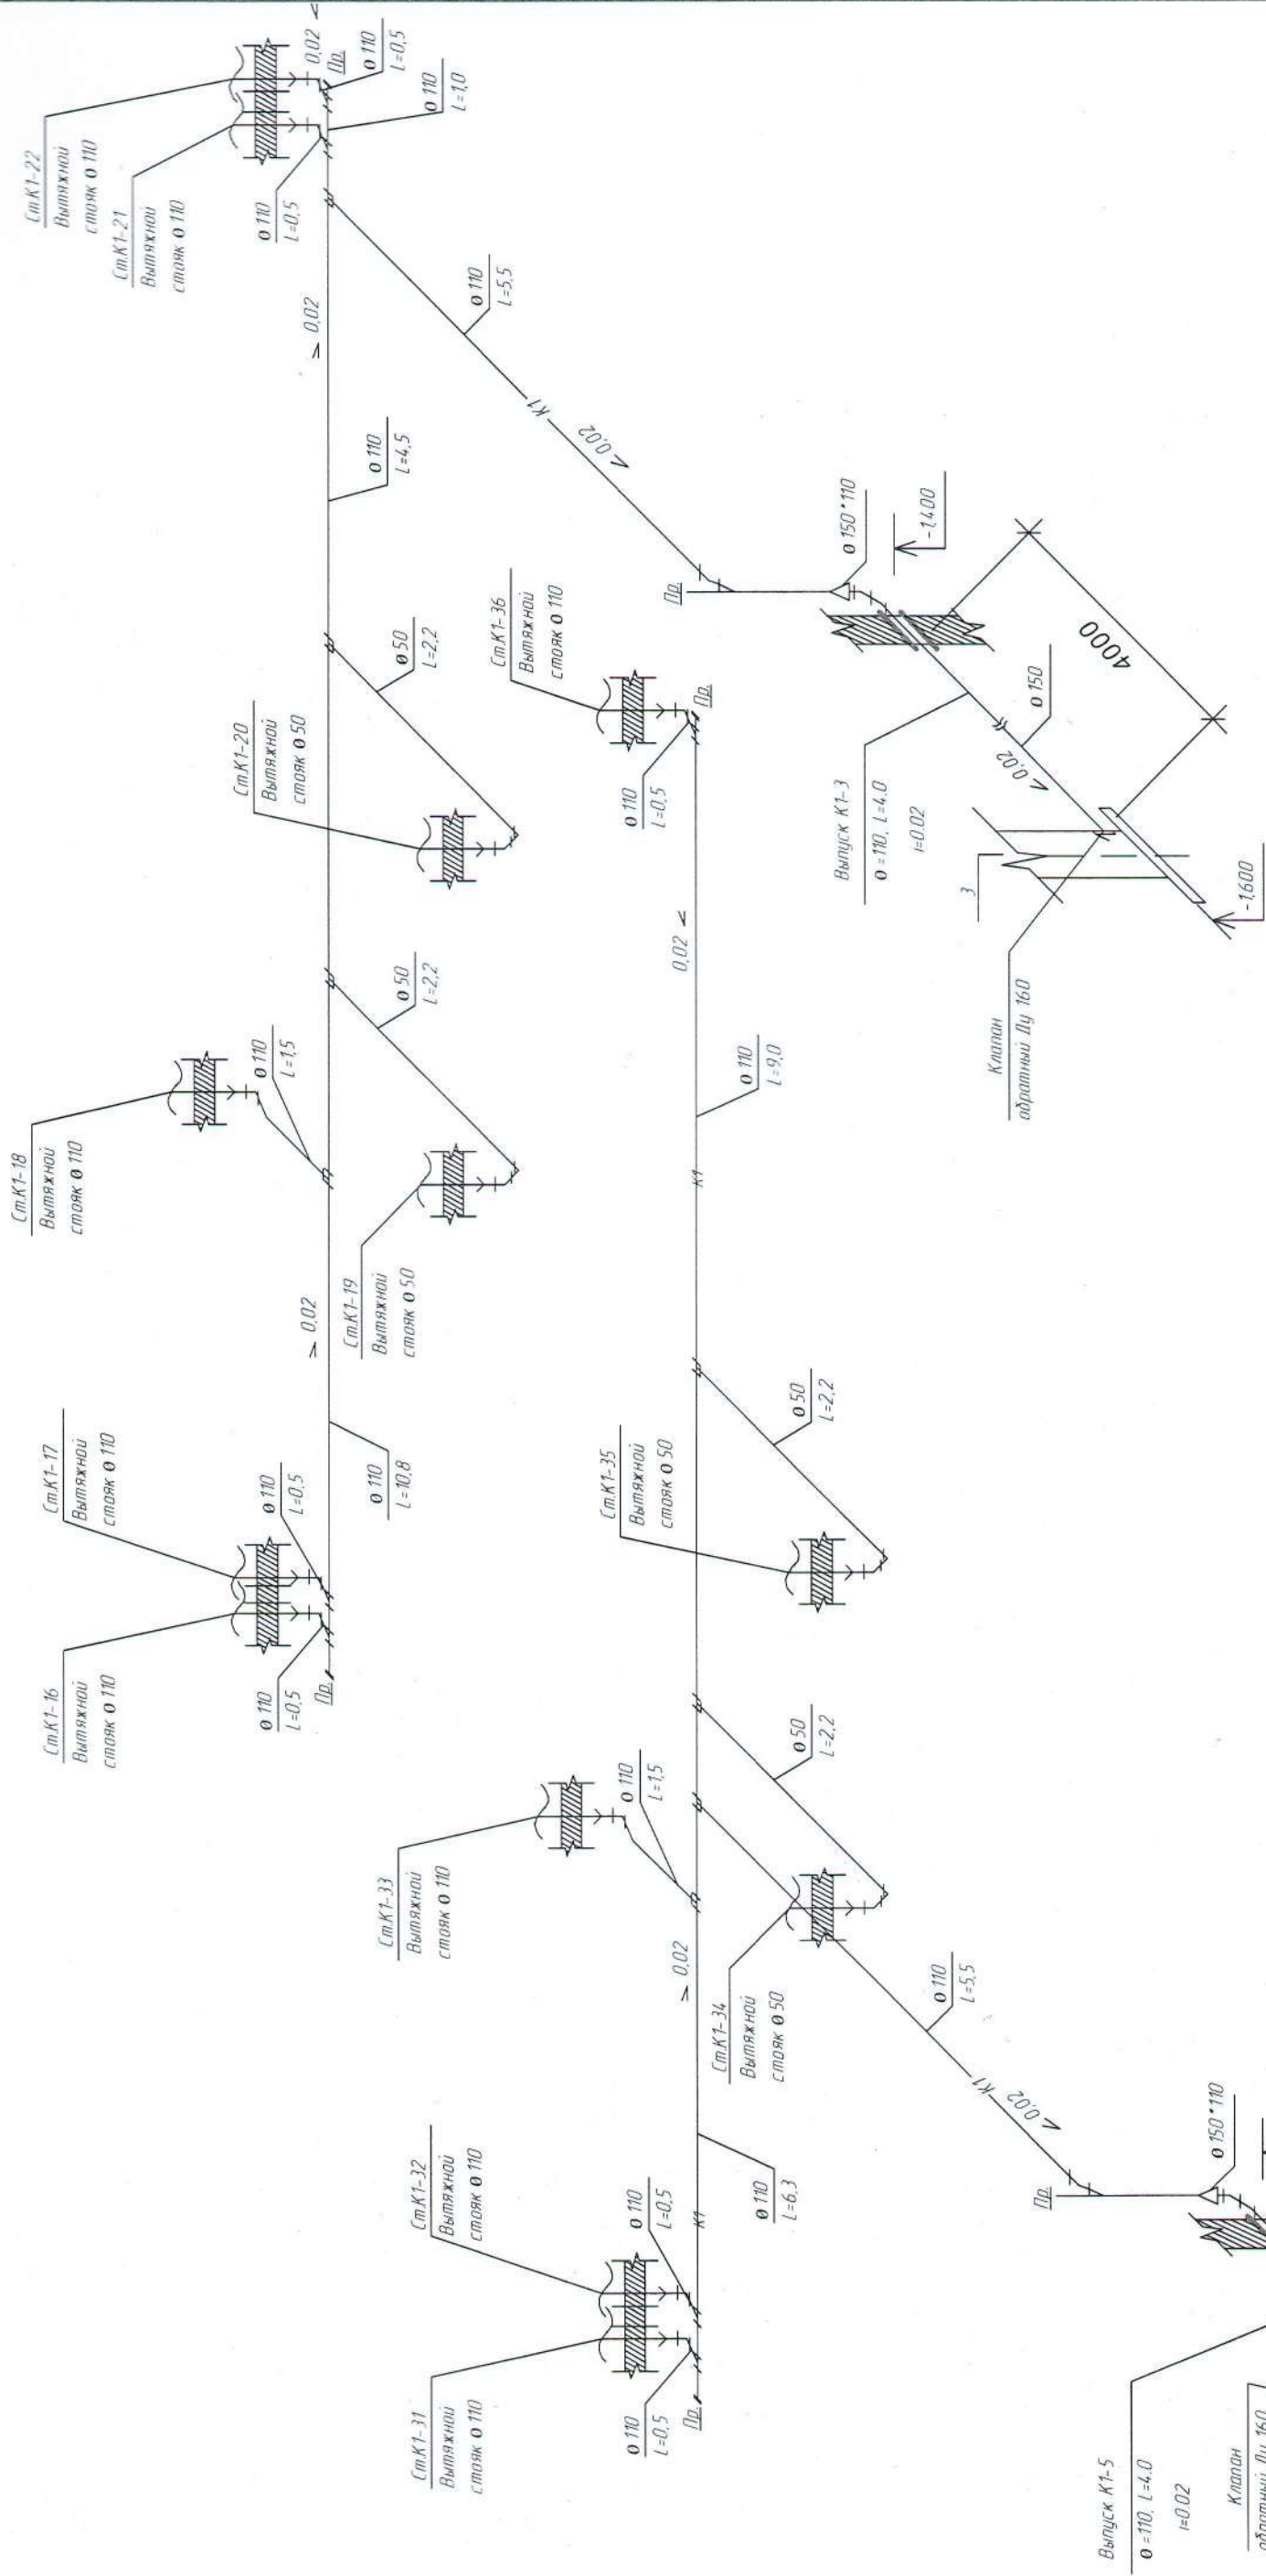 Ст.К1-22
Вытяжной
стояк ø 110
Ст.К1-21
Вытяжной
стояк ø 110
0,02
Пр.
ø 110
L=0,5
ø 110
L=1,0
ø 110
L=0,5
0,02
ø 110
L=4,5
ø 110
L=5,5
К1
0,02
Пр.
ø 150*110
-1,400
4000
ø 150
0,02
Выпуск К1-3
ø =110, L=4.0
i=0.02
3
-1,600
Клапан
обратный Ду 160
Ст.К1-20
Вытяжной
стояк ø 50
ø 50
L=2,2
ø 50
L=2,2
Ст.К1-18
Вытяжной
стояк ø 110
ø 110
L=1,5
Ст.К1-19
Вытяжной
стояк ø 50
0,02
Ст.К1-17
Вытяжной
стояк ø 110
ø 110
L=0,5
ø 110
L=10,8
Ст.К1-16
Вытяжной
стояк ø 110
ø 110
L=0,5
Пр.
Ст.К1-36
Вытяжной
стояк ø 110
Пр.
ø 110
L=0,5
0,02
ø 110
L=9,0
К1
Ст.К1-35
Вытяжной
стояк ø 50
ø 50
L=2,2
ø 50
L=2,2
Ст.К1-33
Вытяжной
стояк ø 110
ø 110
L=1,5
0,02
Ст.К1-34
Вытяжной
стояк ø 50
ø 110
L=5,5
К1
0,02
Пр.
ø 150*110
Ст.К1-32
Вытяжной
стояк ø 110
ø 110
L=0,5
К1
ø 110
L=6,3
Ст.К1-31
Вытяжной
стояк ø 110
ø 110
L=0,5
Пр.
Выпуск К1-5
ø =110, L=4.0
i=0.02
Клапан
обратный Ду 160